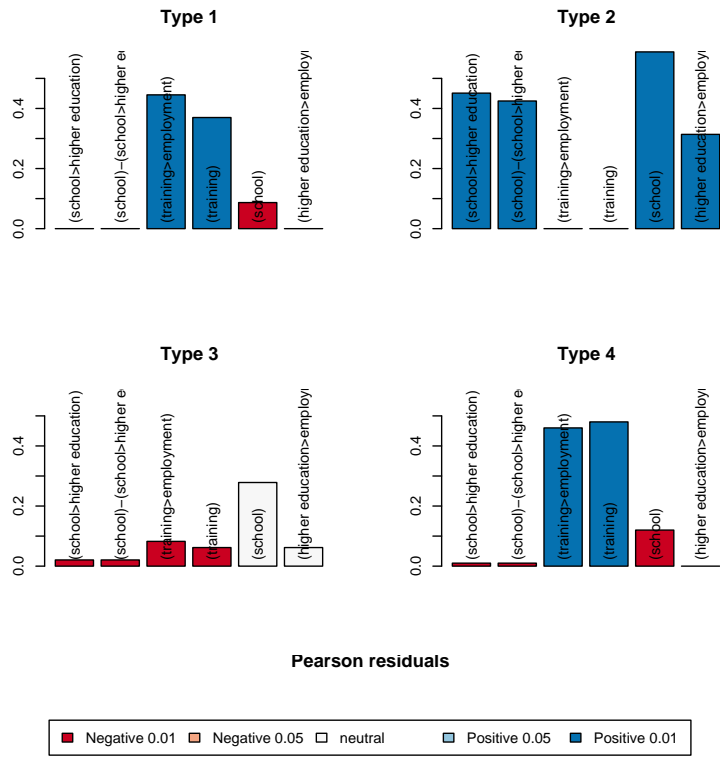 Type 1
0.0 0.2 0.4
(school>higher education)
(school)−(school>higher e
(training>employment)
(training)
(school)
(higher education>employ
Type 2
0.0 0.2 0.4
(school>higher education)
(school)−(school>higher e
(training>employment)
(training)
(school)
(higher education>employ
Type 3
0.0 0.2 0.4
(school>higher education)
(school)−(school>higher e
(training>employment)
(training)
(school)
(higher education>employ
Type 4
0.0 0.2 0.4
(school>higher education)
(school)−(school>higher e
(training>employment)
(training)
(school)
(higher education>employ
Pearson residuals
Negative 0.01 Negative 0.05 neutral Positive 0.05 Positive 0.01